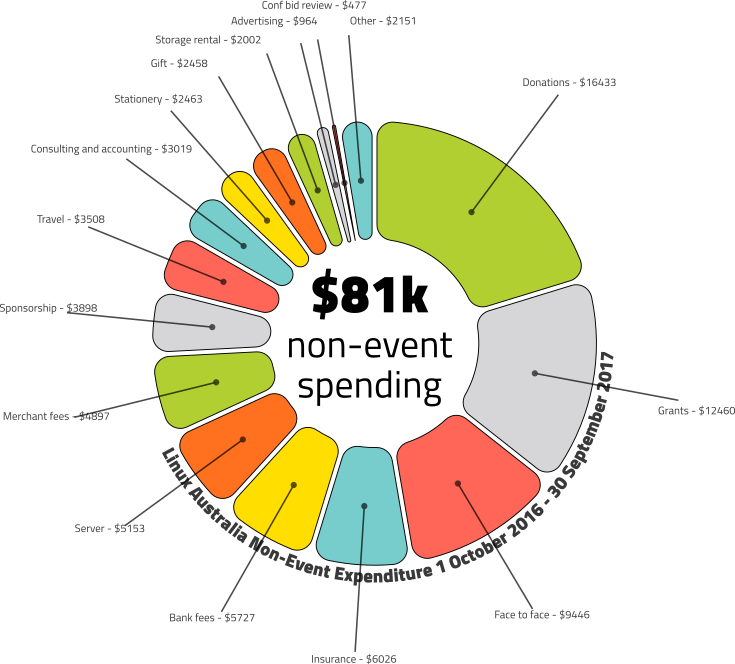 Conf bid review - $477
Advertising - $964
Other - $2151
Storage rental - $2002
Gift - $2458
Donations - $16433
Stationery - $2463
Consulting and accounting - $3019
Travel - $3508
$81k
Sponsorship - $3898
non-event
spending
Grants - $12460
Merchant fees - $4897
Linux Australia Non-Event Expenditure 1 October 2016 - 30 September 2017
Server - $5153
Face to face - $9446
Bank fees - $5727
Insurance - $6026